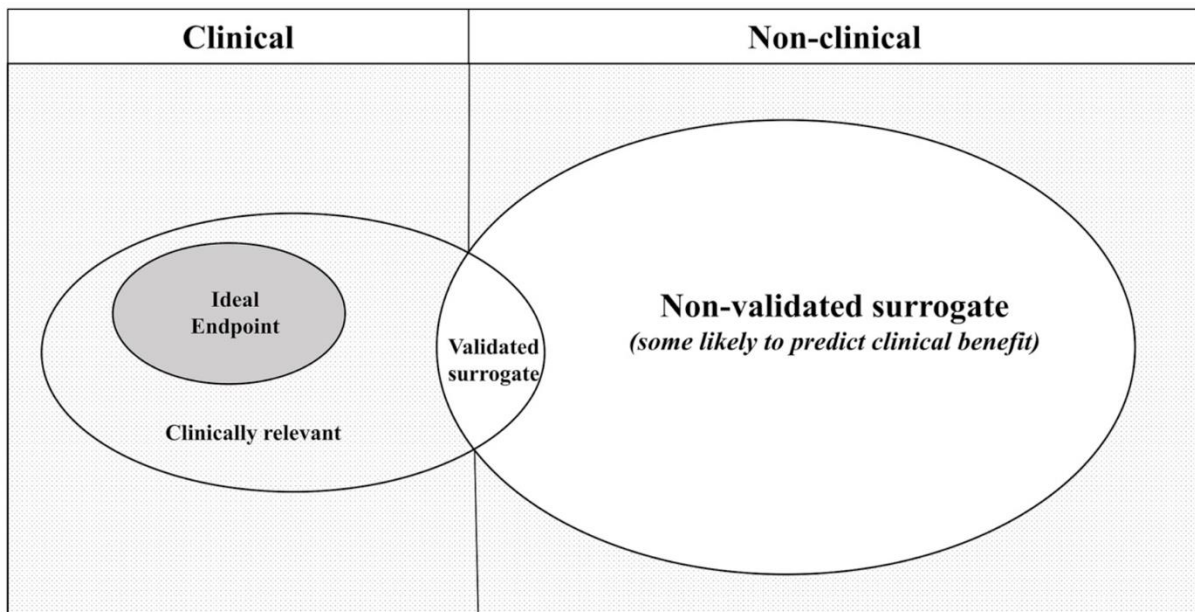 Clinical
Non-clinical
Ideal
Endpoint
Clinically relevant
Validated
surrogate
Non-validated surrogate
(some likely to predict clinical benefit)